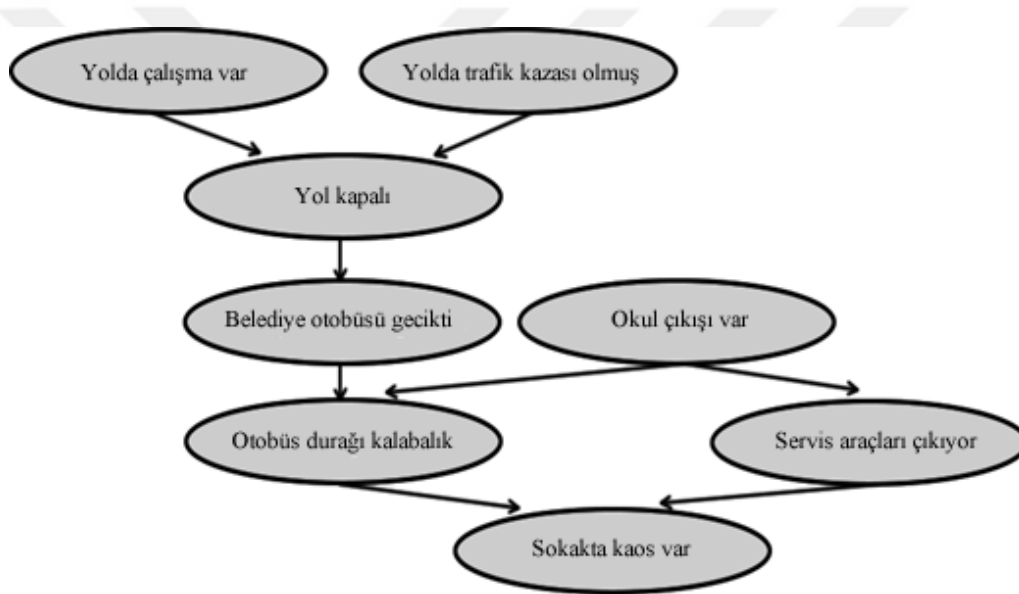 Yolda çalışma var
Yolda trafik kazası olmuş
Yol kapalı
Belediye otobüsü gecikti
Okul çıkışı var
Otobüs durağı kalabalık
Servis araçları çıkıyor
Sokakta kaos var